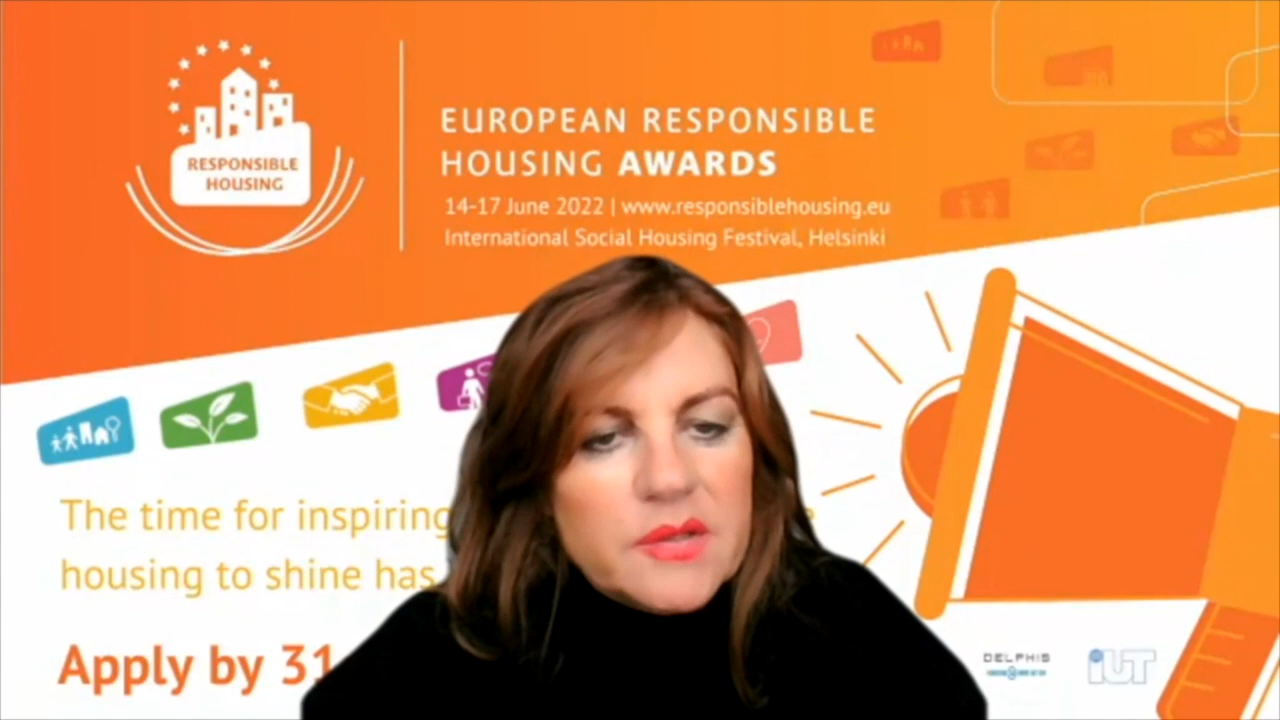 RESPONSIBLE
HOUSING
EUROPEAN RESPONSIBLE
HOUSING AWARDS
14-17 June 2022 | www.responsiblehousing.eu
International Social Housing Festival, Helsinki
The time for inspiring
housing to shine has
Apply by 31
DELPHIS
iUT